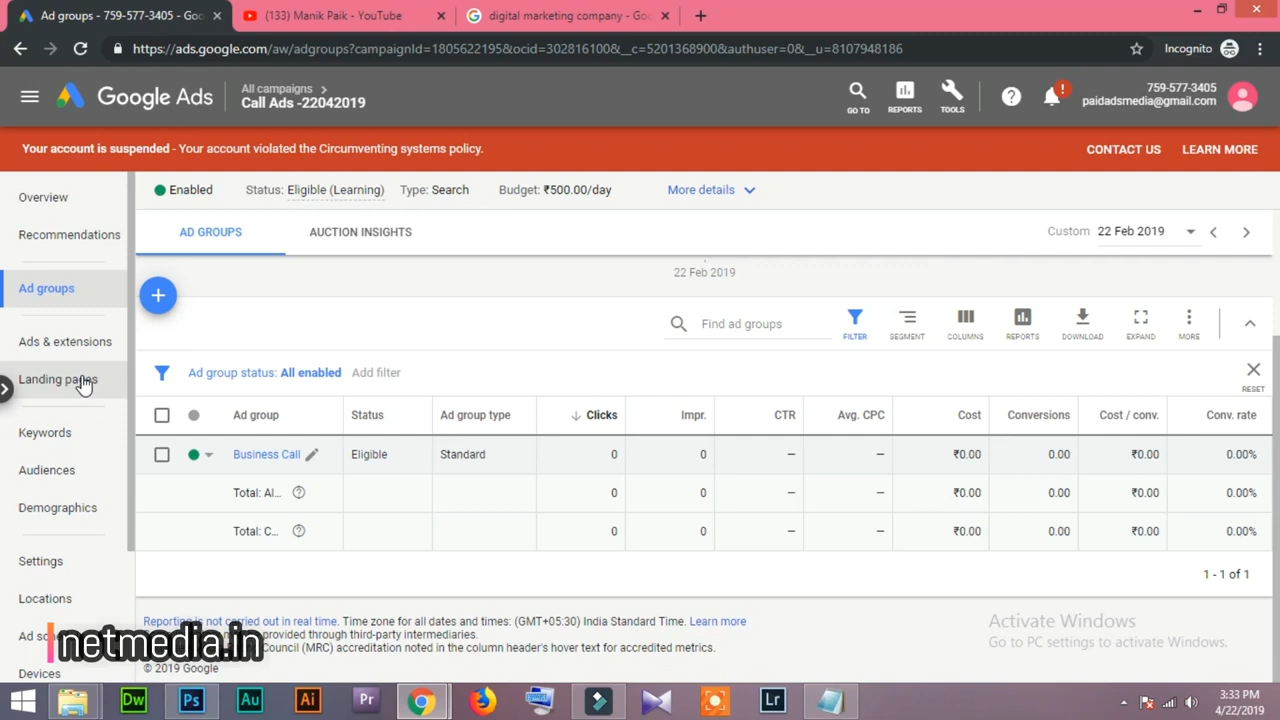 Ad groups - 759-577-3405 - Goo
(133) Manik Paik - YouTube
digital marketing company - Go
https://ads.google.com/aw/adgroups?campaignId=1805622195&ocid=302816100&__c=5201368900&authuser=0&__u=8107948186
Incognito
Google Ads
All campaigns
Call Ads -22042019
GO TO
REPORTS
TOOLS
759-577-3405
paidadsmedia@gmail.com
Your account is suspended - Your account violated the Circumventing systems policy.
CONTACT US
LEARN MORE
Overview
Recommendations
Ad groups
Ads & extensions
Landing pages
Keywords
Audiences
Demographics
Settings
Locations
Devices
Enabled
Status: Eligible (Learning)
Type: Search
Budget: ₹500.00/day
More details
AD GROUPS
AUCTION INSIGHTS
Custom 22 Feb 2019
22 Feb 2019
Find ad groups
FILTER
SEGMENT
COLUMNS
REPORTS
DOWNLOAD
EXPAND
MORE
Ad group status: All enabled Add filter
RESET
Ad group Status Ad group type Clicks Impr. CTR Avg. CPC Cost Conversions Cost / conv. Conv. rate
Business Call Eligible Standard 0 0 – – ₹0.00 0.00 ₹0.00 0.00%
Total: Al... 0 0 – – ₹0.00 0.00 ₹0.00 0.00%
Total: C... 0 0 – – ₹0.00 0.00 ₹0.00 0.00%
1 - 1 of 1
Reporting is not carried out in real time. Time zone for all dates and times: (GMT+05:30) India Standard Time. Learn more
provided through third-party intermediaries.
Council (MRC) accreditation noted in the column header's hover text for accredited metrics.
© 2019 Google
Activate Windows
Go to PC settings to activate Windows.
netmedia.in
Dw
Ps
Au
Ai
Pr
Lr
3:33 PM
4/22/2019